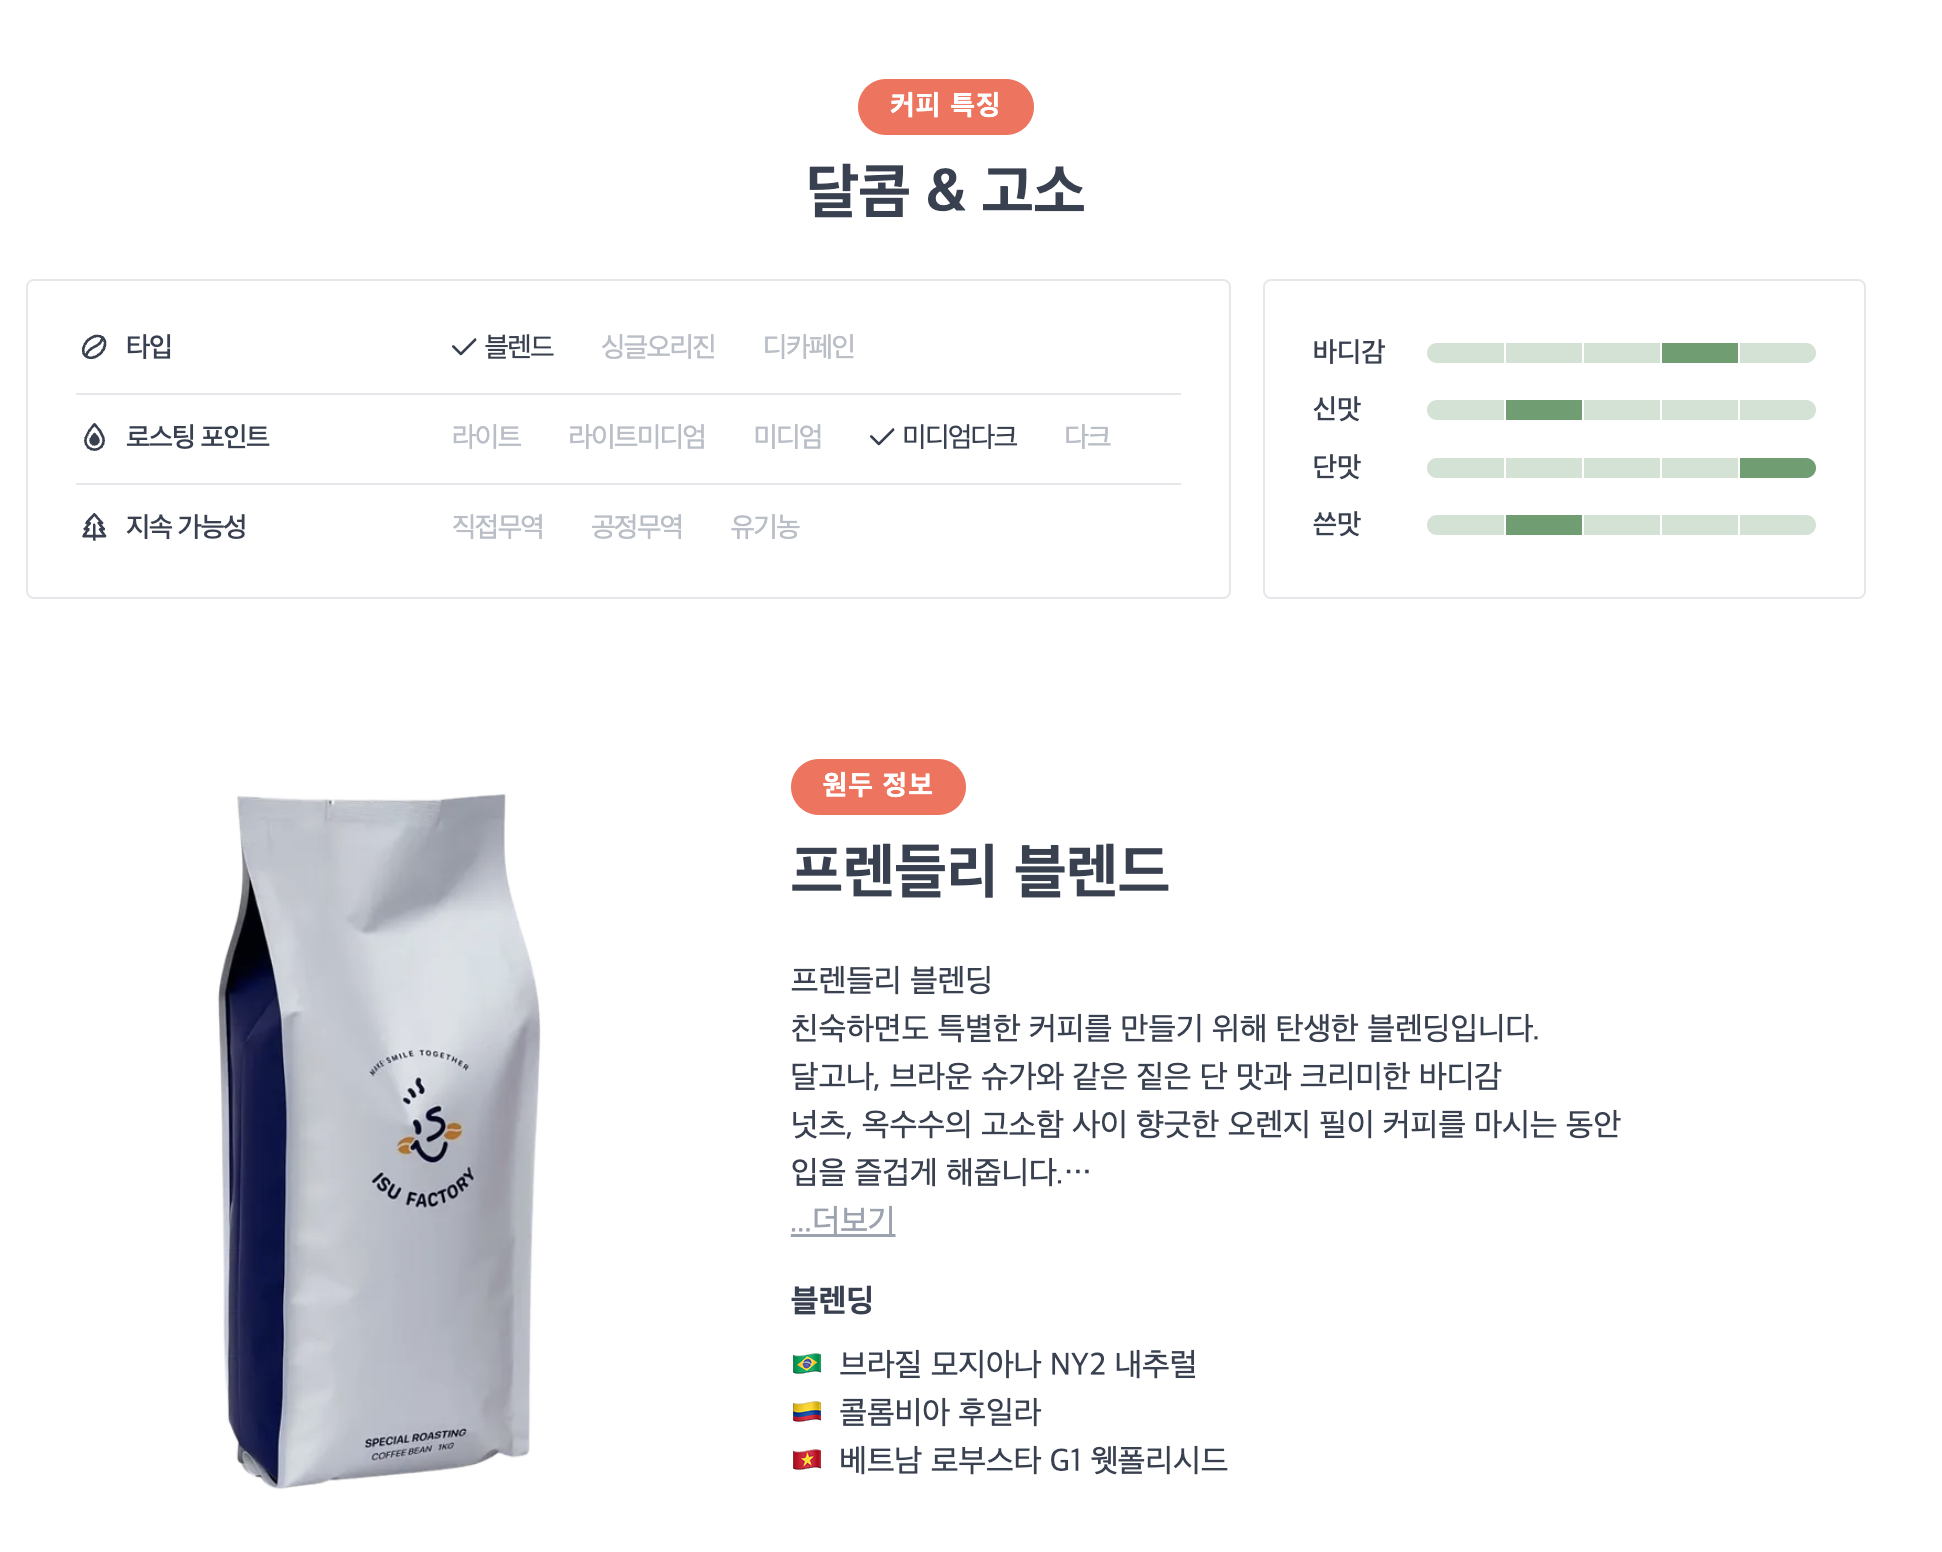 커피 특징
달콤 & 고소
타입
✓ 블렌드 싱글오리진 디카페인
로스팅 포인트
라이트 라이트미디엄 미디엄 ✓ 미디엄다크 다크
지속 가능성
직접무역 공정무역 유기농
바디감
신맛
단맛
쓴맛
MAKE SMILE TOGETHER
ISU FACTORY
SPECIAL ROASTING
COFFEE BEAN 1KG
원두 정보
프렌들리 블렌드
프렌들리 블렌딩
친숙하면도 특별한 커피를 만들기 위해 탄생한 블렌딩입니다.
달고나, 브라운 슈가와 같은 짙은 단 맛과 크리미한 바디감
넛츠, 옥수수의 고소함 사이 향긋한 오렌지 필이 커피를 마시는 동안
입을 즐겁게 해줍니다.…
...더보기
블렌딩
🇧🇷 브라질 모지아나 NY2 내추럴
🇨🇴 콜롬비아 후일라
🇻🇳 베트남 로부스타 G1 웻폴리시드